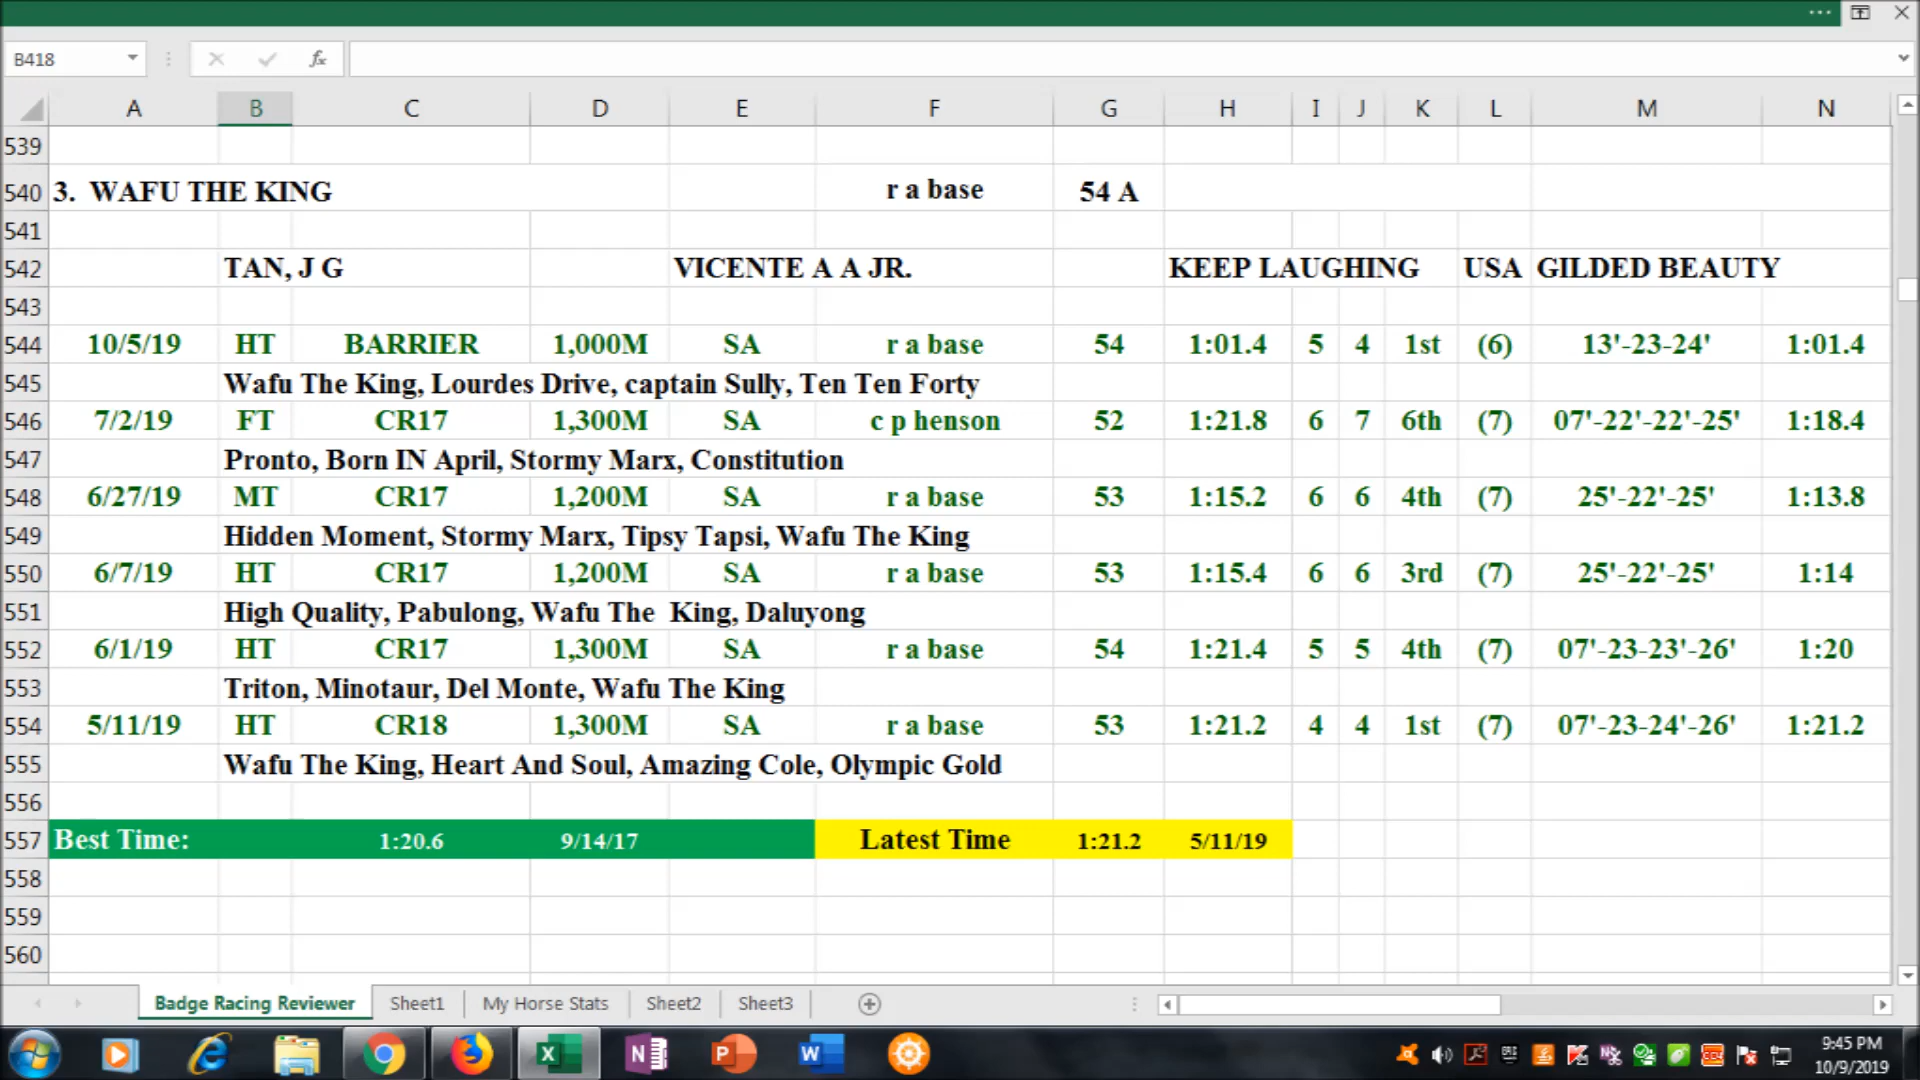 B418 fx
A B C D E F G H I J K L M N
539
540 3. WAFU THE KING r a base 54 A
541
542 TAN, J G VICENTE A A JR. KEEP LAUGHING USA GILDED BEAUTY
543
544 10/5/19 HT BARRIER 1,000M SA r a base 54 1:01.4 5 4 1st (6) 13'-23-24' 1:01.4
545 Wafu The King, Lourdes Drive, captain Sully, Ten Ten Forty
546 7/2/19 FT CR17 1,300M SA c p henson 52 1:21.8 6 7 6th (7) 07'-22'-22'-25' 1:18.4
547 Pronto, Born IN April, Stormy Marx, Constitution
548 6/27/19 MT CR17 1,200M SA r a base 53 1:15.2 6 6 4th (7) 25'-22'-25' 1:13.8
549 Hidden Moment, Stormy Marx, Tipsy Tapsi, Wafu The King
550 6/7/19 HT CR17 1,200M SA r a base 53 1:15.4 6 6 3rd (7) 25'-22'-25' 1:14
551 High Quality, Pabulong, Wafu The  King, Daluyong
552 6/1/19 HT CR17 1,300M SA r a base 54 1:21.4 5 5 4th (7) 07'-23-23'-26' 1:20
553 Triton, Minotaur, Del Monte, Wafu The King
554 5/11/19 HT CR18 1,300M SA r a base 53 1:21.2 4 4 1st (7) 07'-23-24'-26' 1:21.2
555 Wafu The King, Heart And Soul, Amazing Cole, Olympic Gold
556
557 Best Time: 1:20.6 9/14/17 Latest Time 1:21.2 5/11/19
558
559
560
Badge Racing Reviewer Sheet1 My Horse Stats Sheet2 Sheet3
9:45 PM
10/9/2019